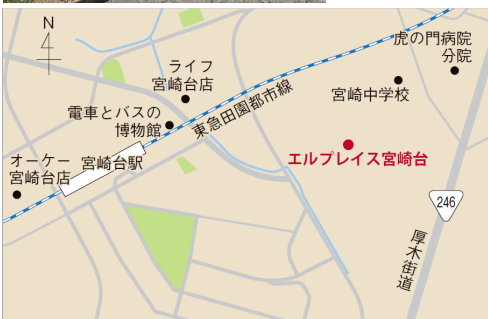 N
虎の門病院
分院
ライフ
宮崎台店
宮崎中学校
電車とバスの
博物館
東急田園都市線
エルプレイス宮崎台
オーケー
宮崎台店
宮崎台駅
246
厚木街道